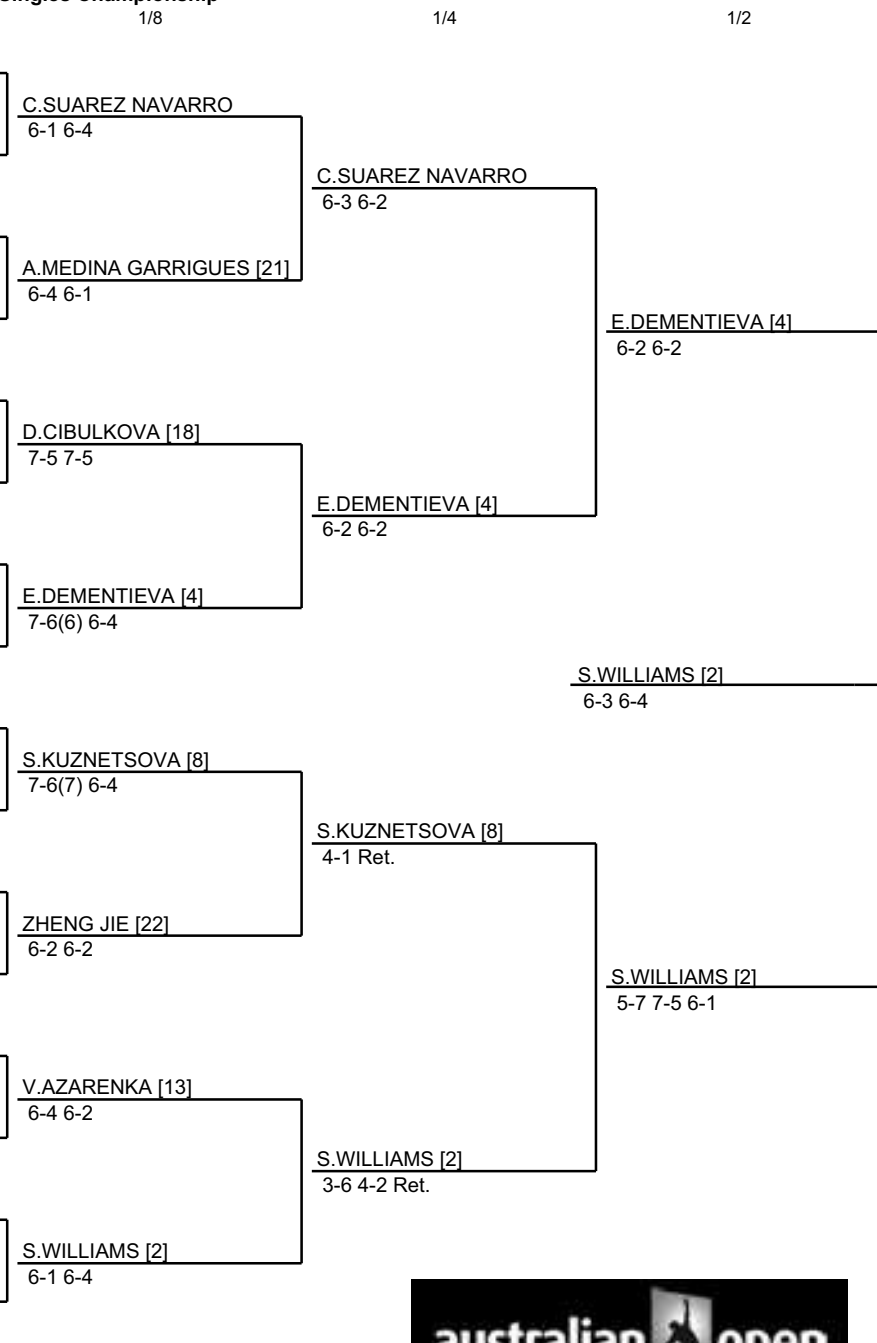 1/8 1/4 1/2
C.SUAREZ NAVARRO
6-1 6-4
C.SUAREZ NAVARRO
6-3 6-2
A.MEDINA GARRIGUES [21]
6-4 6-1
E.DEMENTIEVA [4]
6-2 6-2
D.CIBULKOVA [18]
7-5 7-5
E.DEMENTIEVA [4]
6-2 6-2
E.DEMENTIEVA [4]
7-6(6) 6-4
S.WILLIAMS [2]
6-3 6-4
S.KUZNETSOVA [8]
7-6(7) 6-4
S.KUZNETSOVA [8]
4-1 Ret.
ZHENG JIE [22]
6-2 6-2
S.WILLIAMS [2]
5-7 7-5 6-1
V.AZARENKA [13]
6-4 6-2
S.WILLIAMS [2]
3-6 4-2 Ret.
S.WILLIAMS [2]
6-1 6-4
australian open